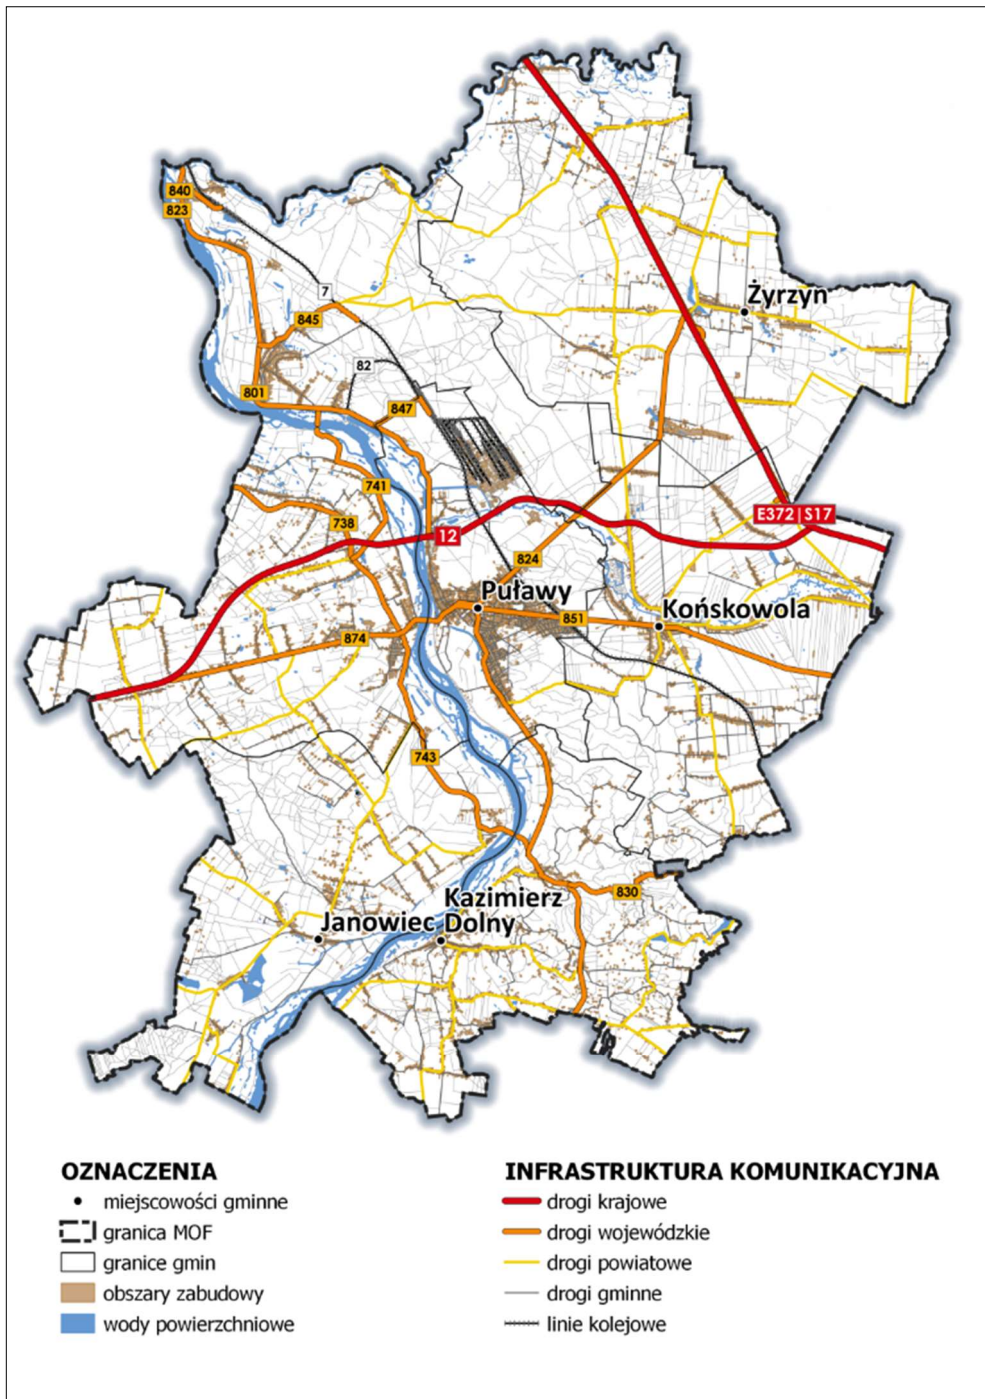 840
823
7
Żyrzyn
845
82
801
847
741
E372 | S17
738
12
824
Puławy
851
Końskowola
874
743
Kazimierz
830
Janowiec
Dolny
OZNACZENIA
miejscowości gminne
granica MOF
granice gmin
obszary zabudowy
wody powierzchniowe
INFRASTRUKTURA KOMUNIKACYJNA
drogi krajowe
drogi wojewódzkie
drogi powiatowe
drogi gminne
linie kolejowe